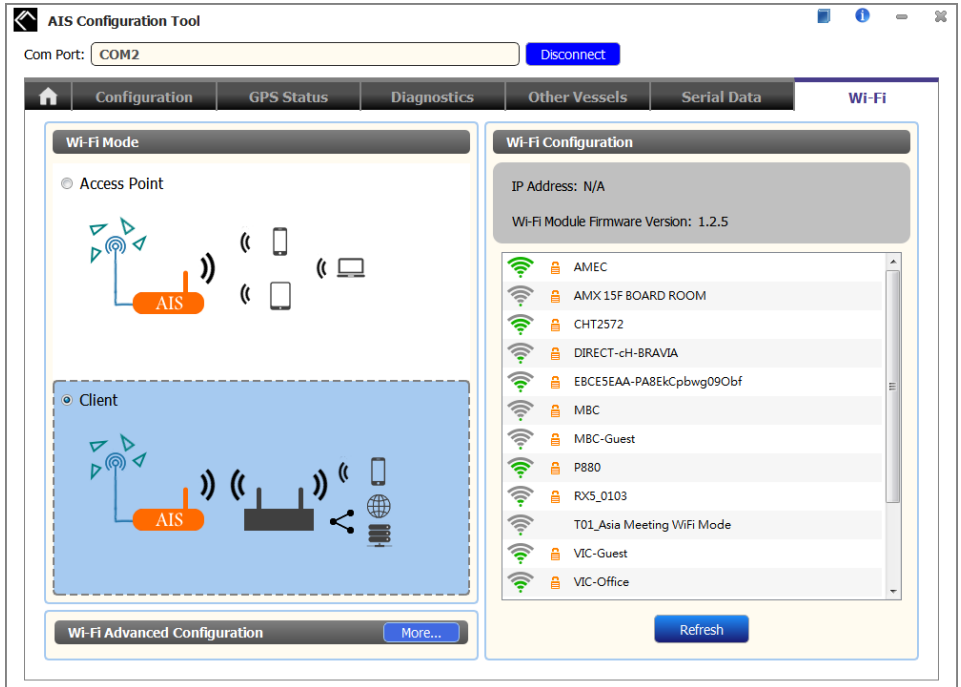 AIS Configuration Tool
Com Port: COM2 Disconnect
Configuration GPS Status Diagnostics Other Vessels Serial Data Wi-Fi
Wi-Fi Mode
Access Point
AIS
Client
AIS
Wi-Fi Advanced Configuration More...
Wi-Fi Configuration
IP Address: N/A
Wi-Fi Module Firmware Version: 1.2.5
AMEC
AMX 15F BOARD ROOM
CHT2572
DIRECT-cH-BRAVIA
EBCE5EAA-PA8EkCpbwg09Obf
MBC
MBC-Guest
P880
RX5_0103
T01_Asia Meeting WiFi Mode
VIC-Guest
VIC-Office
Refresh